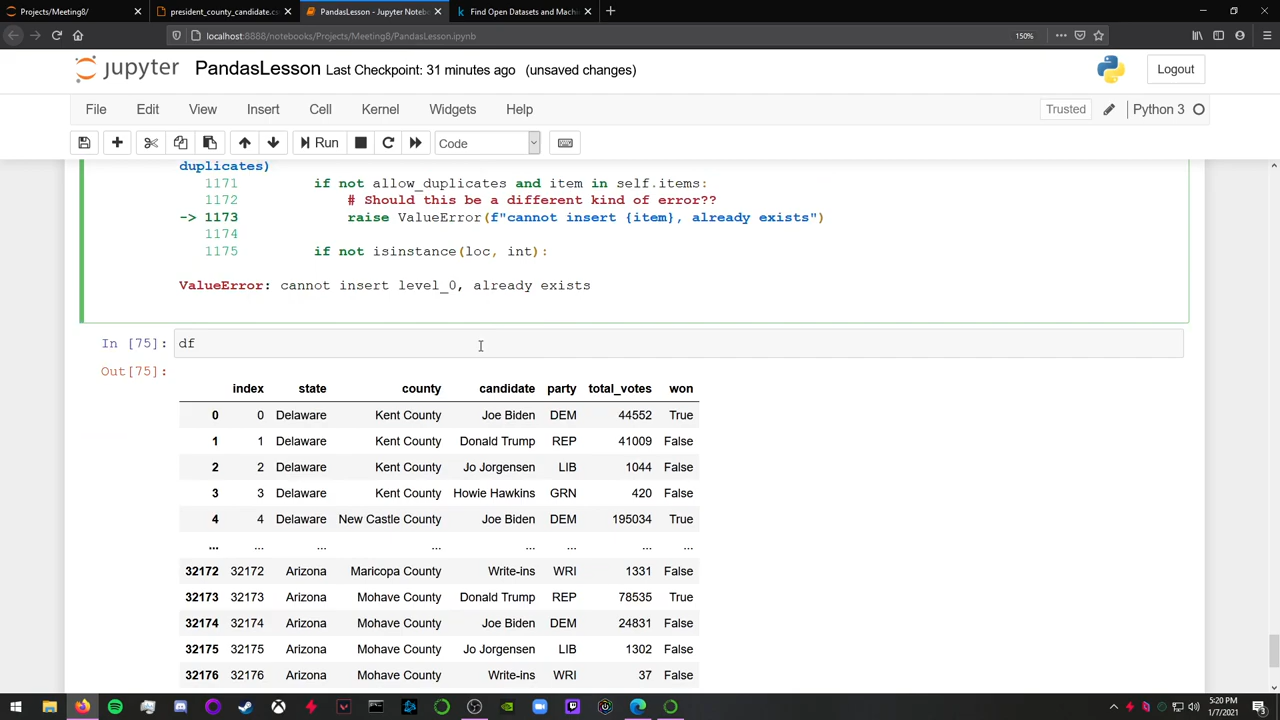 Projects/Meeting8/
president_county_candidate.cs
PandasLesson - Jupyter Noteb
Find Open Datasets and Machi
localhost:8888/notebooks/Projects/Meeting8/PandasLesson.ipynb
150%
jupyter PandasLesson Last Checkpoint: 31 minutes ago (unsaved changes)
Logout
File Edit View Insert Cell Kernel Widgets Help
Trusted
Python 3
Run
Code
duplicates)
1171 if not allow_duplicates and item in self.items:
1172 # Should this be a different kind of error??
-> 1173 raise ValueError(f"cannot insert {item}, already exists")
1174
1175 if not isinstance(loc, int):
ValueError: cannot insert level_0, already exists
In [75]: df
Out[75]:
index state county candidate party total_votes won
0 0 Delaware Kent County Joe Biden DEM 44552 True
1 1 Delaware Kent County Donald Trump REP 41009 False
2 2 Delaware Kent County Jo Jorgensen LIB 1044 False
3 3 Delaware Kent County Howie Hawkins GRN 420 False
4 4 Delaware New Castle County Joe Biden DEM 195034 True
... ... ... ... ... ... ... ...
32172 32172 Arizona Maricopa County Write-ins WRI 1331 False
32173 32173 Arizona Mohave County Donald Trump REP 78535 True
32174 32174 Arizona Mohave County Joe Biden DEM 24831 False
32175 32175 Arizona Mohave County Jo Jorgensen LIB 1302 False
32176 32176 Arizona Mohave County Write-ins WRI 37 False
5:20 PM
1/7/2021